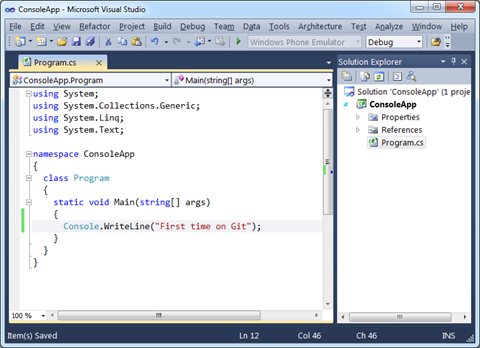 ConsoleApp - Microsoft Visual Studio
File Edit View Refactor Project Build Debug Team Data Tools Architecture Test Analyze Window Help
Windows Phone Emulator Debug
Program.cs
ConsoleApp.Program Main(string[] args)
using System;
using System.Collections.Generic;
using System.Linq;
using System.Text;
namespace ConsoleApp
{
class Program
{
static void Main(string[] args)
{
Console.WriteLine("First time on Git");
}
}
}
100 %
Solution Explorer
Solution 'ConsoleApp' (1 proje
ConsoleApp
Properties
References
Program.cs
Item(s) Saved Ln 12 Col 46 Ch 46 INS